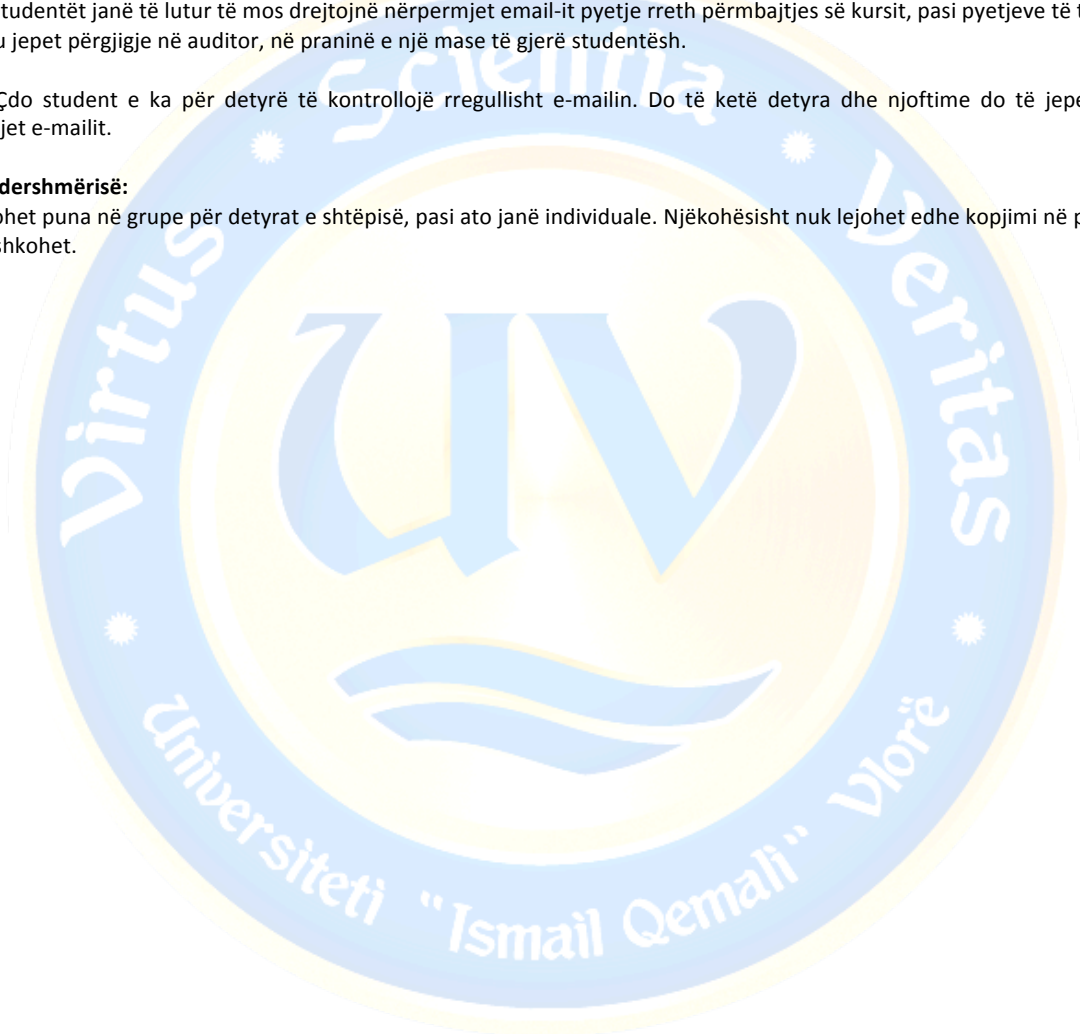 tudentët janë të lutur të mos drejtojnë nërpermjet email-it pyetje rreth përmbajtjes së kursit, pasi pyetjeve të t
u jepet përgjigje në auditor, në praninë e një mase të gjerë studentësh.
Çdo student e ka për detyrë të kontrollojë rregullisht e-mailin. Do të ketë detyra dhe njoftime do të jepe
jet e-mailit.
dershmërisë:
ohet puna në grupe për detyrat e shtëpisë, pasi ato janë individuale. Njëkohësisht nuk lejohet edhe kopjimi në p
shkohet.
Virtus Scientia Veritas
UV
Universiteti "Ismail Qemali" Vlorë